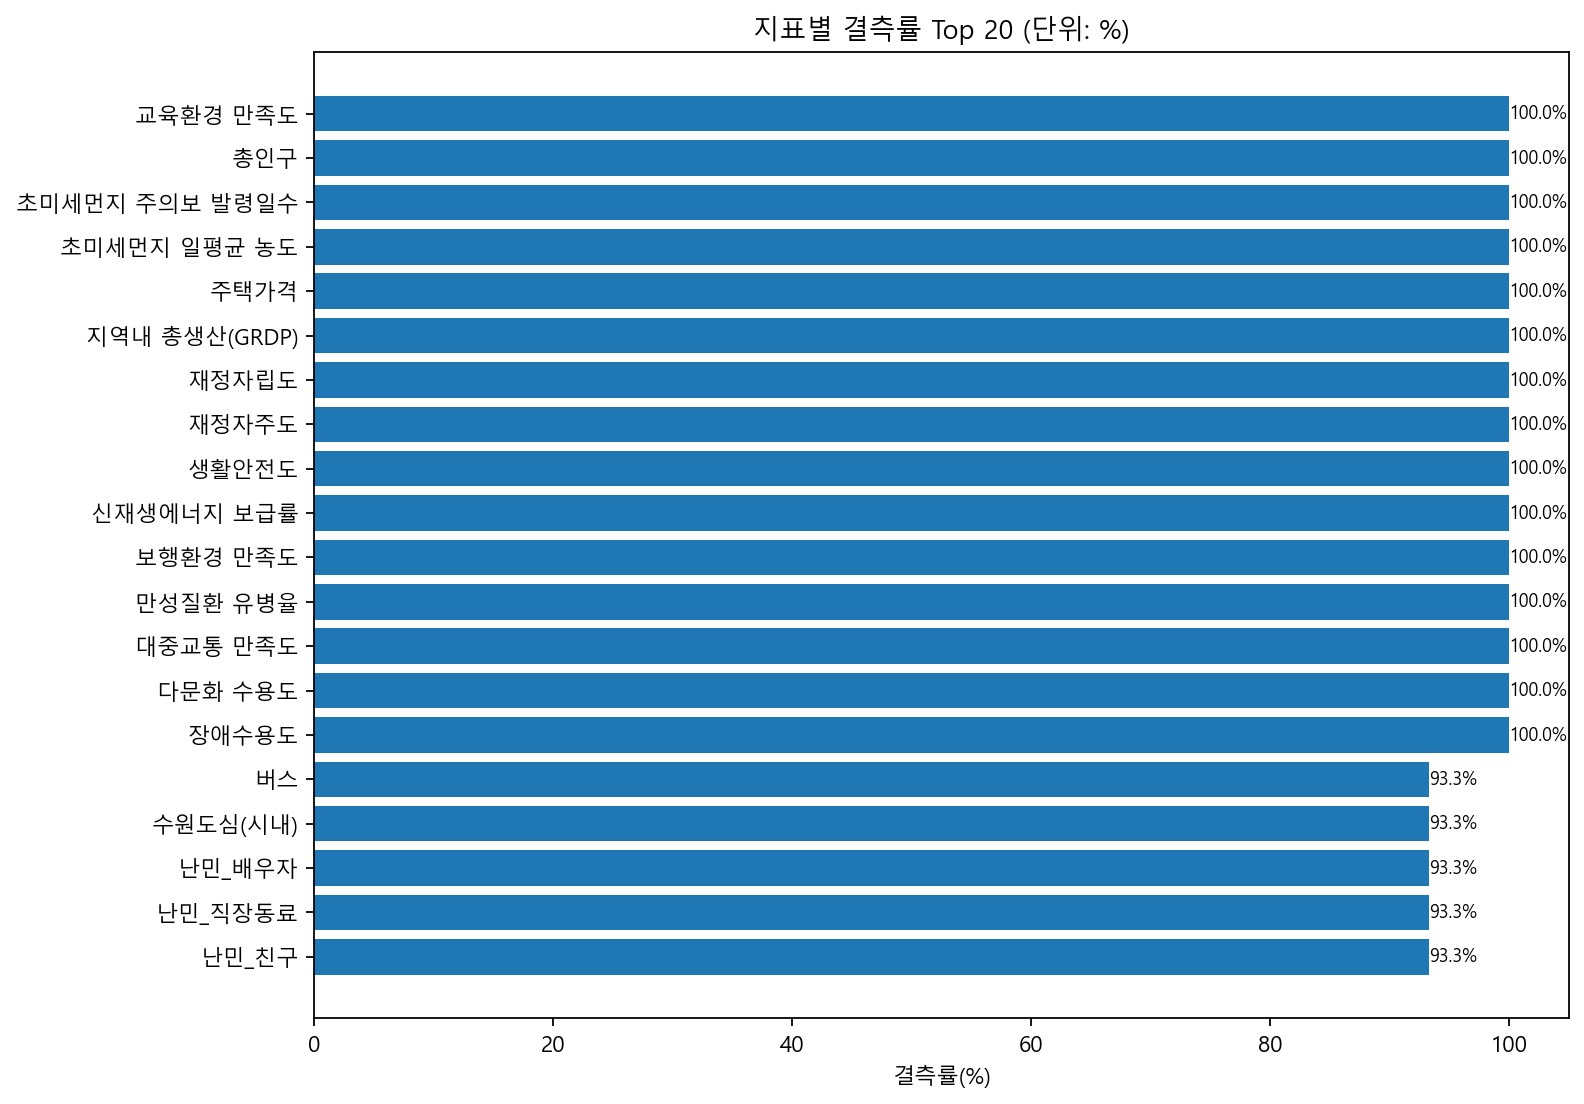 지표별 결측률 Top 20 (단위: %)
교육환경 만족도 100.0%
총인구 100.0%
초미세먼지 주의보 발령일수 100.0%
초미세먼지 일평균 농도 100.0%
주택가격 100.0%
지역내 총생산(GRDP) 100.0%
재정자립도 100.0%
재정자주도 100.0%
생활안전도 100.0%
신재생에너지 보급률 100.0%
보행환경 만족도 100.0%
만성질환 유병율 100.0%
대중교통 만족도 100.0%
다문화 수용도 100.0%
장애수용도 100.0%
버스 93.3%
수원도심(시내) 93.3%
난민_배우자 93.3%
난민_직장동료 93.3%
난민_친구 93.3%
0 20 40 60 80 100
결측률(%)